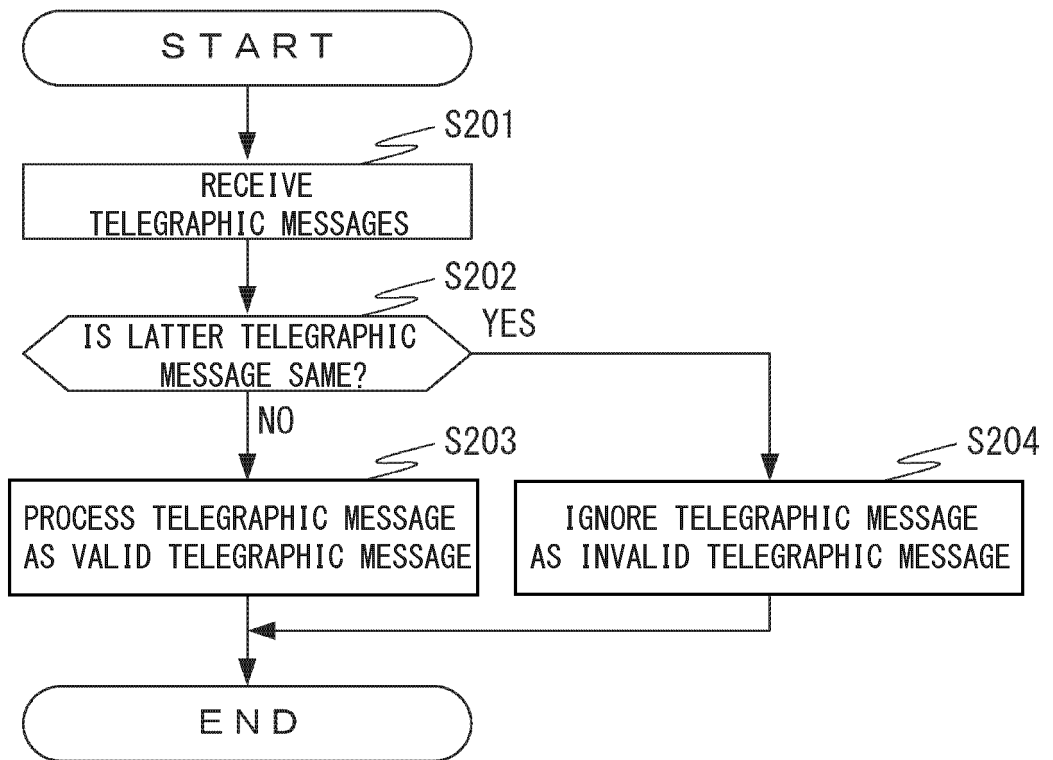 START
S201
RECEIVE
TELEGRAPHIC MESSAGES
S202
IS LATTER TELEGRAPHIC
MESSAGE SAME?
YES
NO
S203
PROCESS TELEGRAPHIC MESSAGE
AS VALID TELEGRAPHIC MESSAGE
S204
IGNORE TELEGRAPHIC MESSAGE
AS INVALID TELEGRAPHIC MESSAGE
END